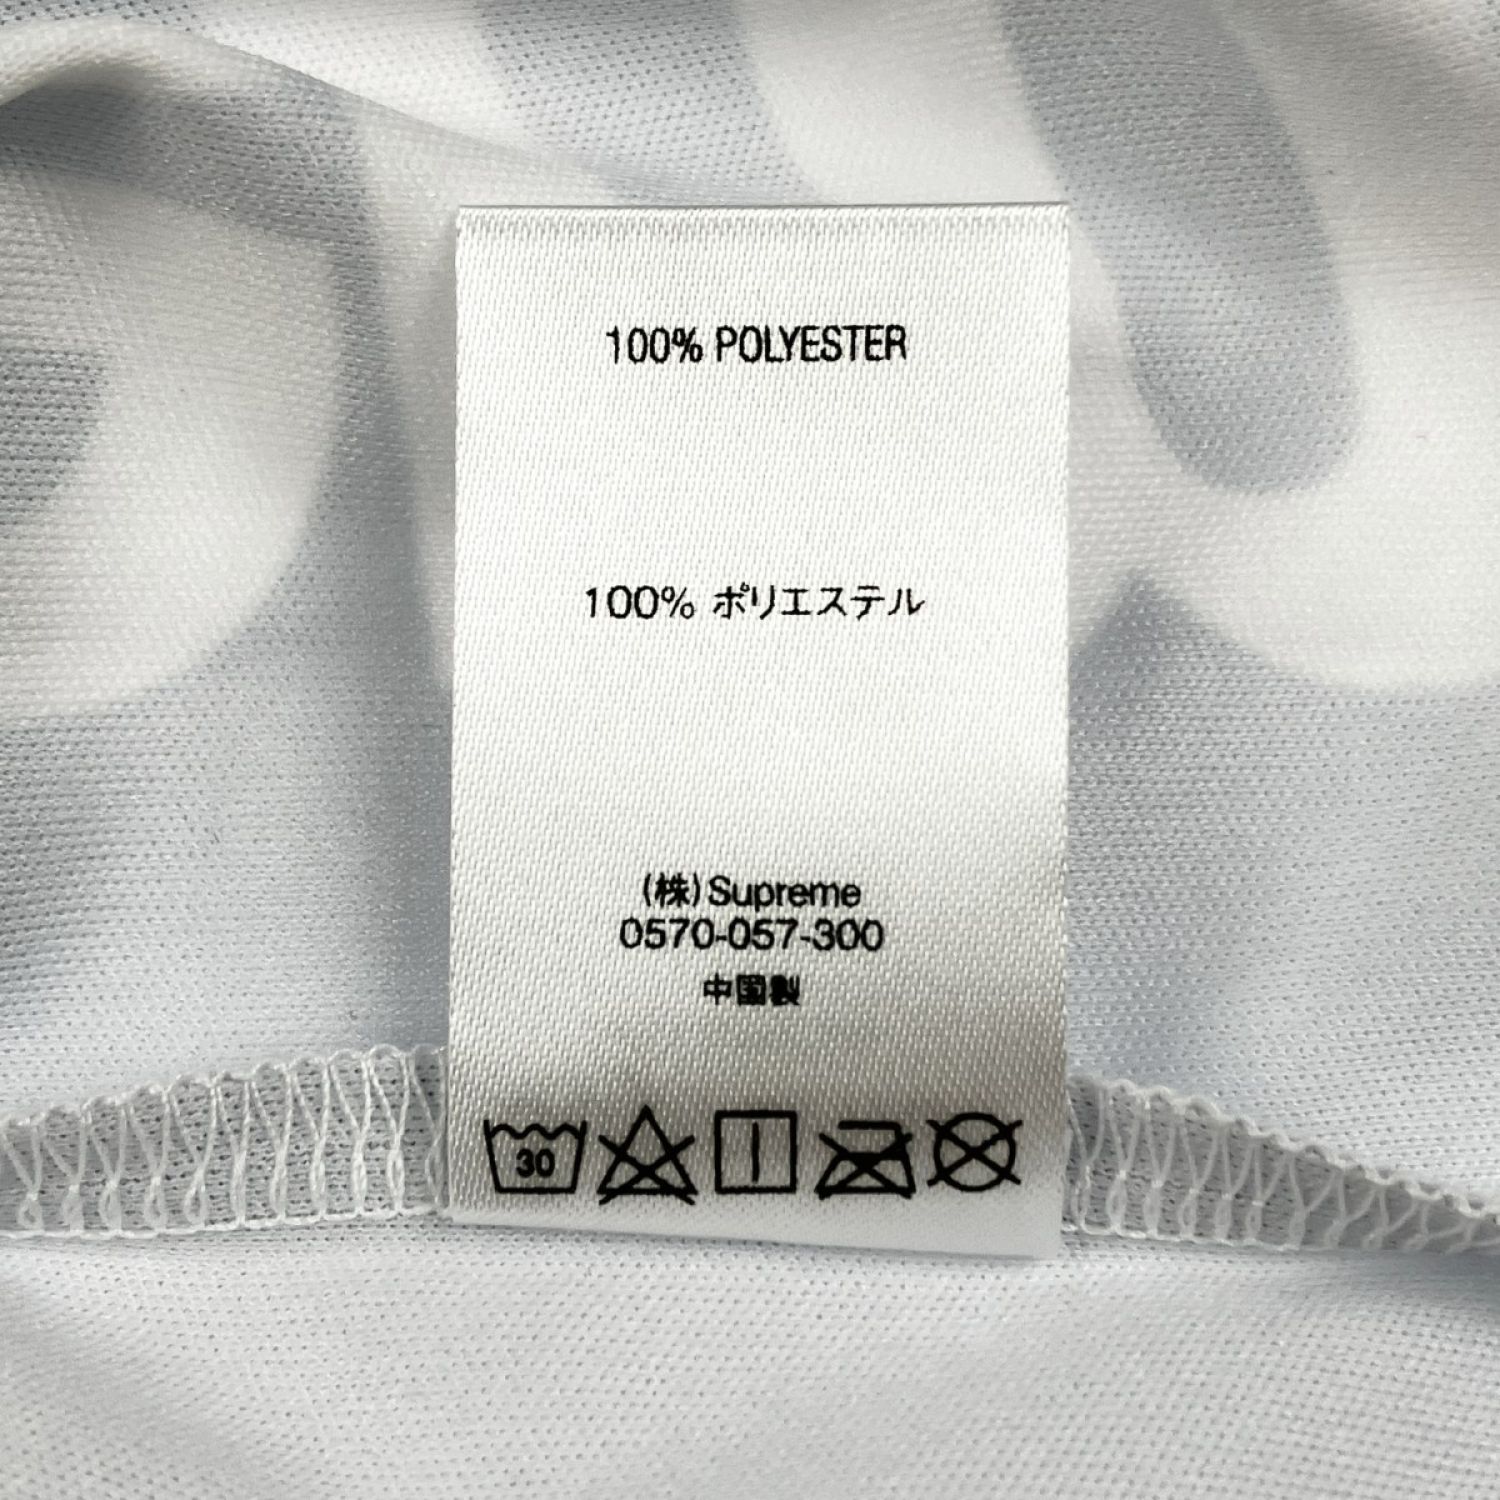 100% POLYESTER
100% ポリエステル
(株)Supreme
0570-057-300
中国製
30